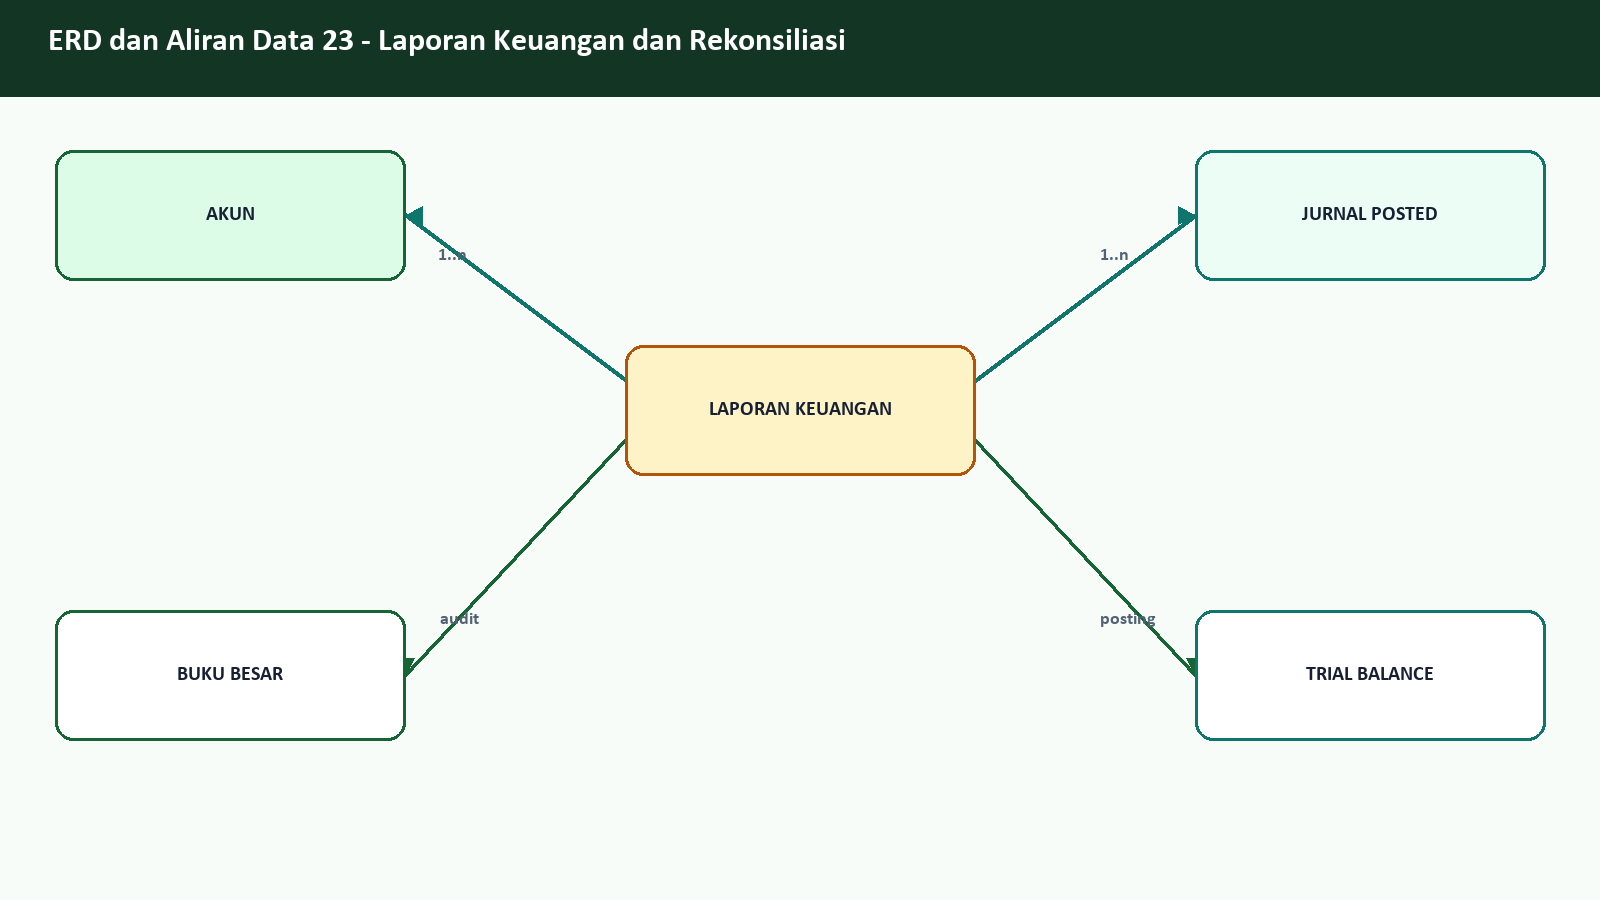 ERD dan Aliran Data 23 - Laporan Keuangan dan Rekonsiliasi
AKUN
JURNAL POSTED
1..n
1..n
LAPORAN KEUANGAN
audit
posting
BUKU BESAR
TRIAL BALANCE